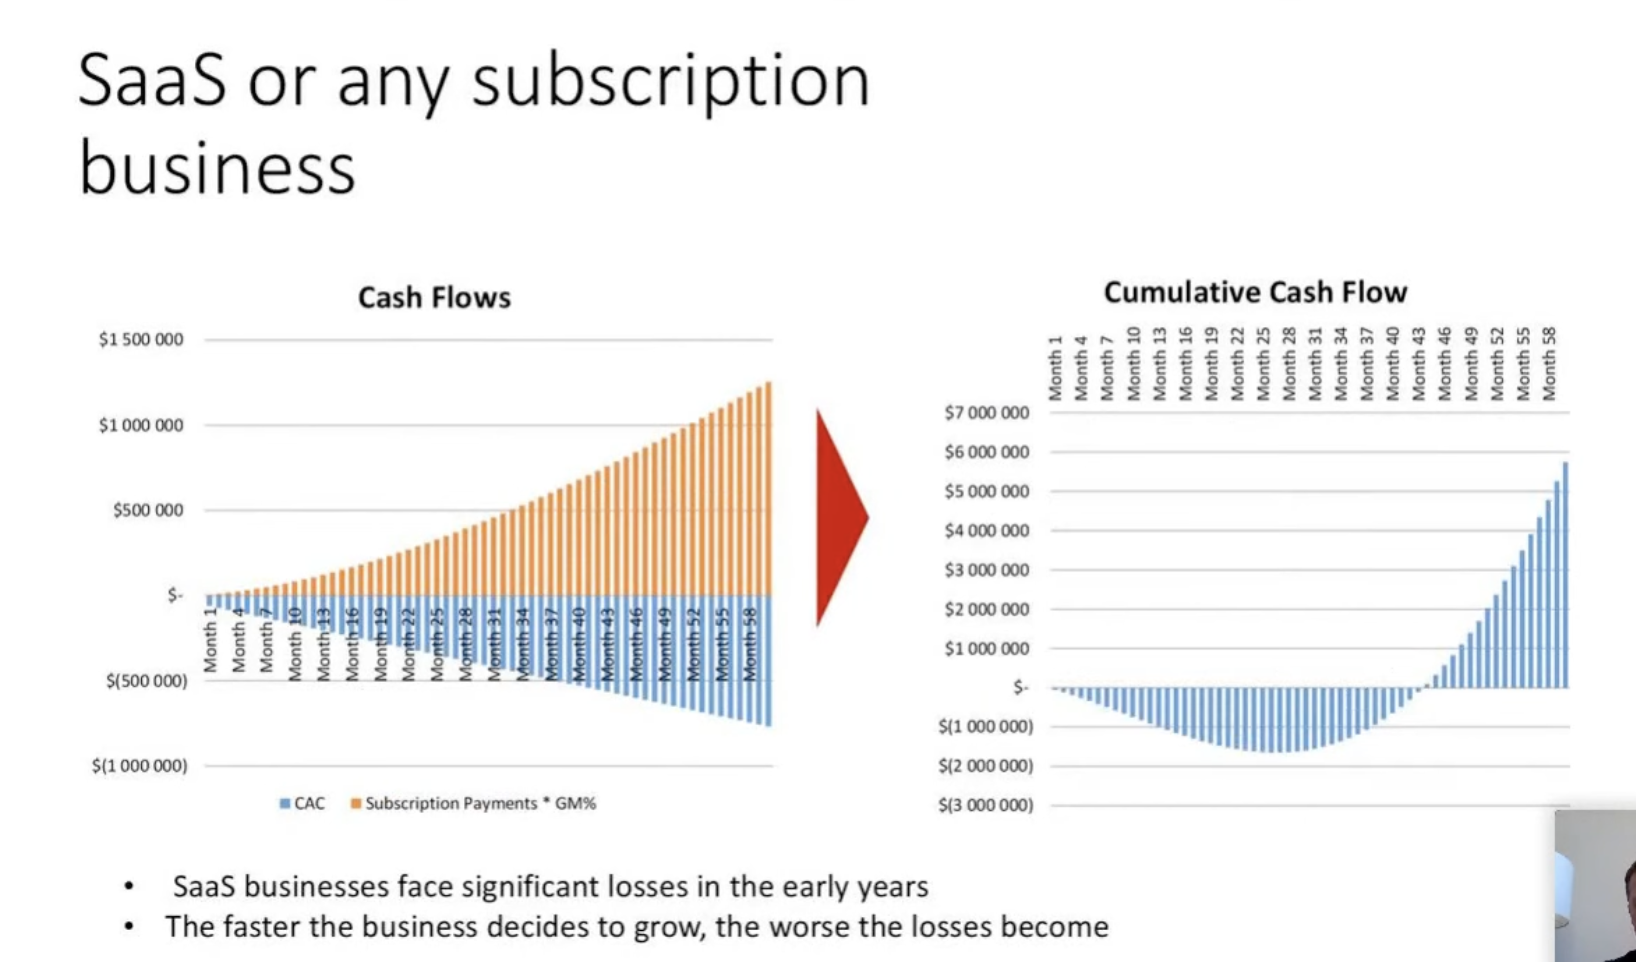 SaaS or any subscription
business
Cash Flows
$1 500 000
$1 000 000
$500 000
$-
$(500 000)
$(1 000 000)
Month 1
Month 4
Month 7
Month 10
Month 13
Month 16
Month 19
Month 22
Month 25
Month 28
Month 31
Month 34
Month 37
Month 40
Month 43
Month 46
Month 49
Month 52
Month 55
Month 58
CAC
Subscription Payments * GM%
Cumulative Cash Flow
Month 1
Month 4
Month 7
Month 10
Month 13
Month 16
Month 19
Month 22
Month 25
Month 28
Month 31
Month 34
Month 37
Month 40
Month 43
Month 46
Month 49
Month 52
Month 55
Month 58
$7 000 000
$6 000 000
$5 000 000
$4 000 000
$3 000 000
$2 000 000
$1 000 000
$-
$(1 000 000)
$(2 000 000)
$(3 000 000)
• SaaS businesses face significant losses in the early years
• The faster the business decides to grow, the worse the losses become